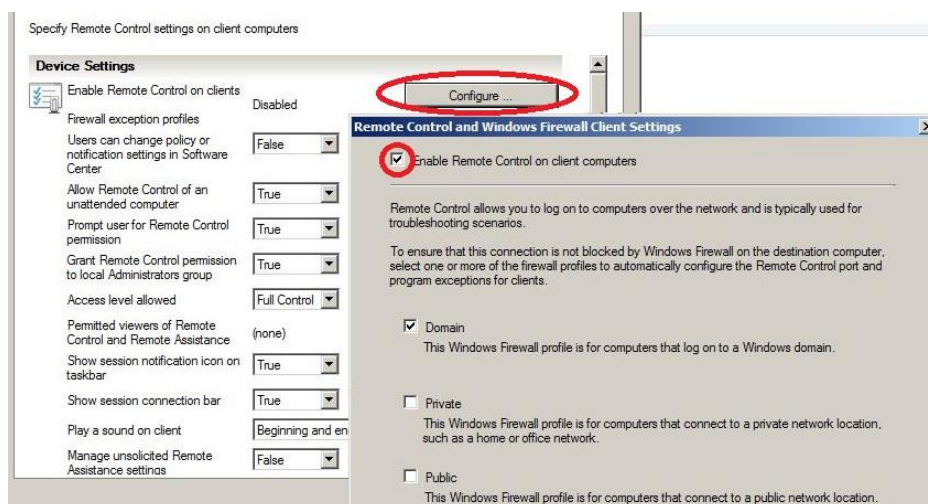 Specify Remote Control settings on client computers
Device Settings
Enable Remote Control on clients
Disabled
Configure ...
Firewall exception profiles
Users can change policy or
notification settings in Software
Center
False
Allow Remote Control of an
unattended computer
True
Prompt user for Remote Control
permission
True
Grant Remote Control permission
to local Administrators group
True
Access level allowed
Full Control
Permitted viewers of Remote
Control and Remote Assistance
(none)
Show session notification icon on
taskbar
True
Show session connection bar
True
Play a sound on client
Beginning and en
Manage unsolicited Remote
Assistance settings
False
Remote Control and Windows Firewall Client Settings
Enable Remote Control on client computers
Remote Control allows you to log on to computers over the network and is typically used for
troubleshooting scenarios.
To ensure that this connection is not blocked by Windows Firewall on the destination computer,
select one or more of the firewall profiles to automatically configure the Remote Control port and
program exceptions for clients.
Domain
This Windows Firewall profile is for computers that log on to a Windows domain.
Private
This Windows Firewall profile is for computers that connect to a private network location,
such as a home or office network.
Public
This Windows Firewall profile is for computers that connect to a public network location.